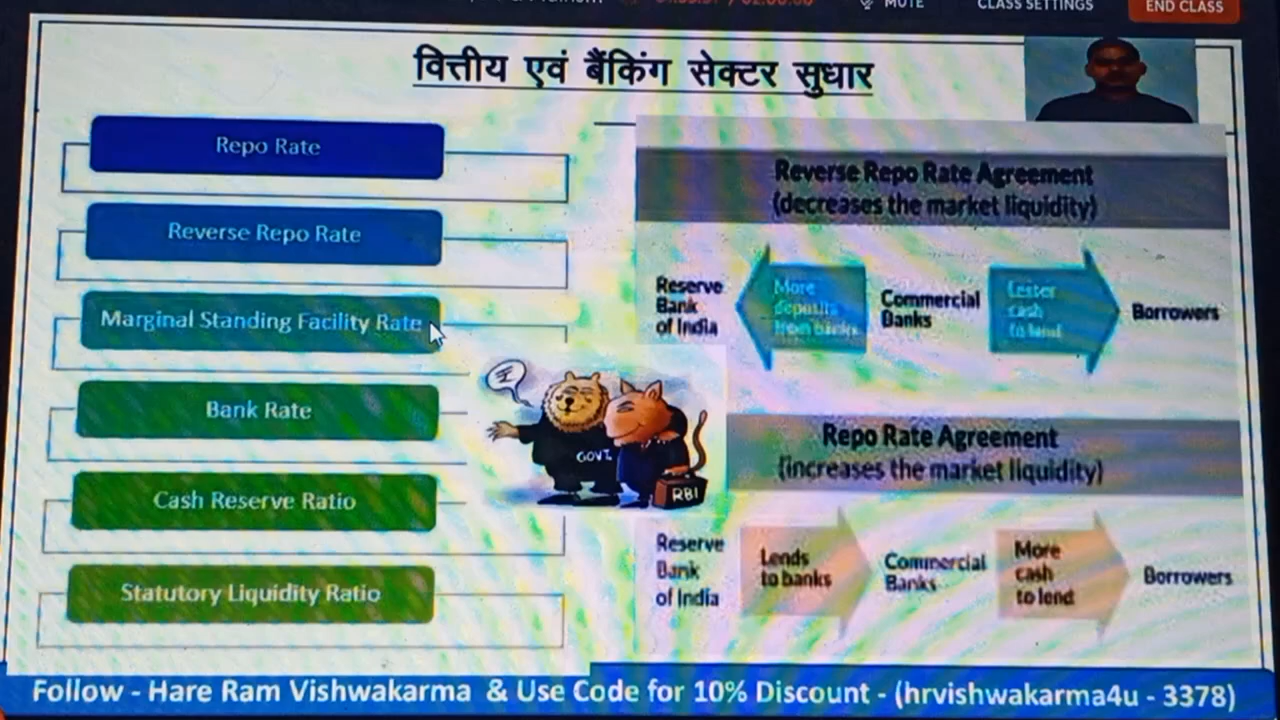 MUTE
CLASS SETTINGS
END CLASS
वित्तीय एवं बैंकिंग सेक्टर सुधार
Repo Rate
Reverse Repo Rate
Marginal Standing Facility Rate
Bank Rate
Cash Reserve Ratio
Statutory Liquidity Ratio
Reverse Repo Rate Agreement
(decreases the market liquidity)
Reserve
Bank
of India
More
deposits
from banks
Commercial
Banks
Lesser
cash
to lend
Borrowers
₹
GOVT.
RBI
Repo Rate Agreement
(increases the market liquidity)
Reserve
Bank
of India
Lends
to banks
Commercial
Banks
More
cash
to lend
Borrowers
Follow - Hare Ram Vishwakarma & Use Code for 10% Discount - (hrvishwakarma4u - 3378)